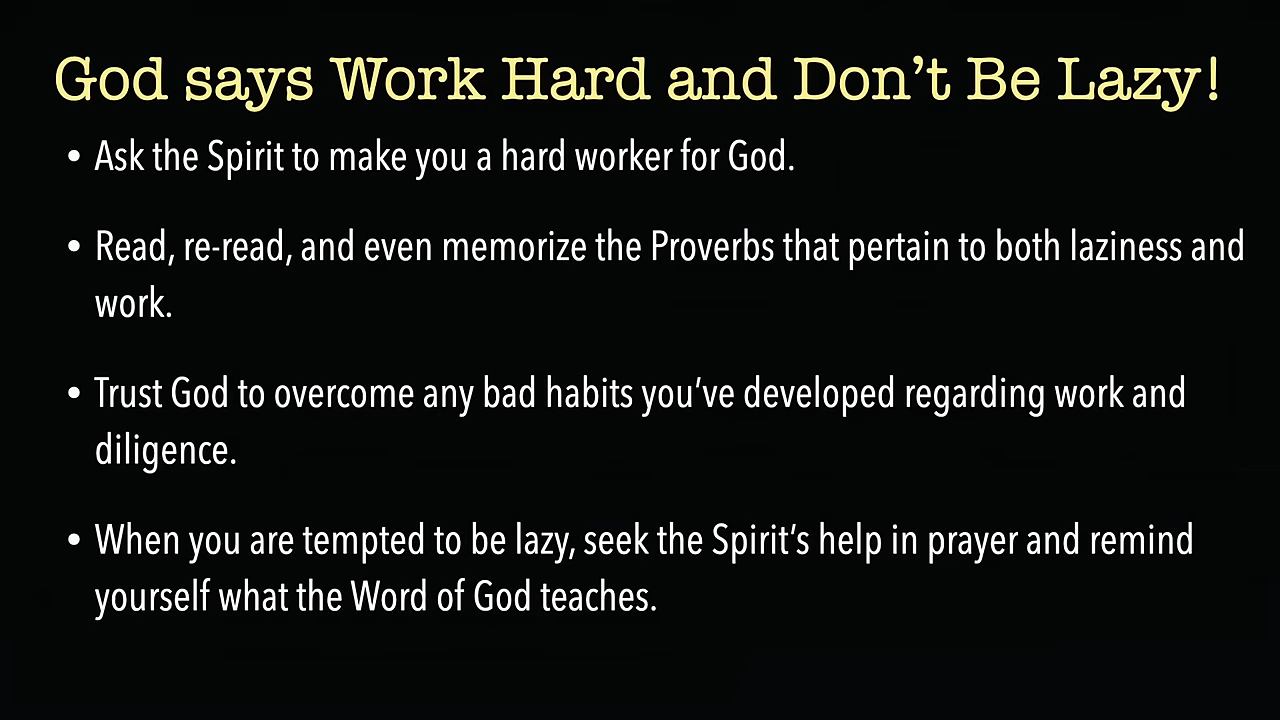 God says Work Hard and Don’t Be Lazy!
• Ask the Spirit to make you a hard worker for God.
• Read, re-read, and even memorize the Proverbs that pertain to both laziness and
work.
• Trust God to overcome any bad habits you’ve developed regarding work and
diligence.
• When you are tempted to be lazy, seek the Spirit‘s help in prayer and remind
yourself what the Word of God teaches.